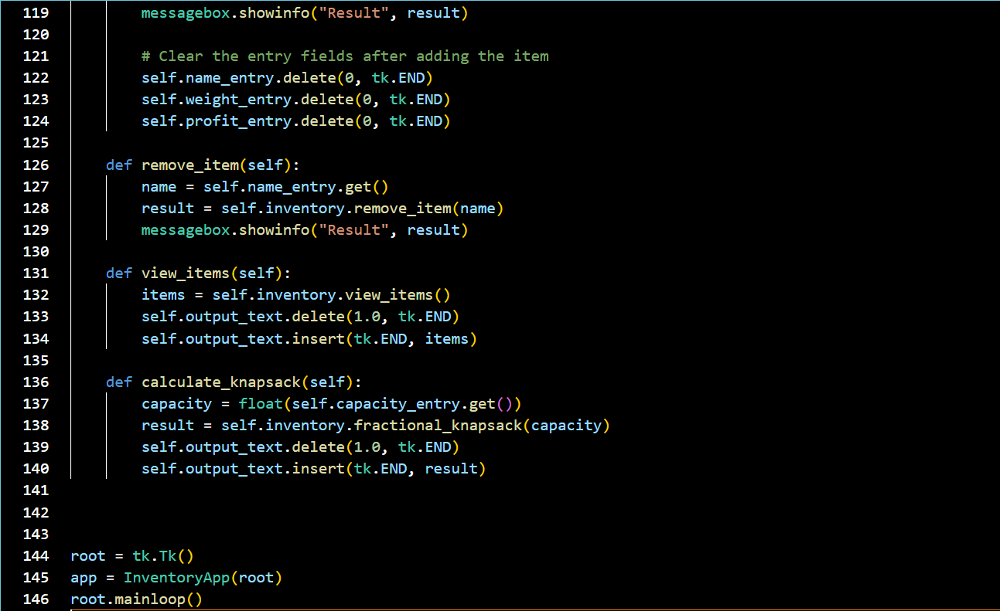 119         messagebox.showinfo("Result", result)
120
121         # Clear the entry fields after adding the item
122         self.name_entry.delete(0, tk.END)
123         self.weight_entry.delete(0, tk.END)
124         self.profit_entry.delete(0, tk.END)
125
126     def remove_item(self):
127         name = self.name_entry.get()
128         result = self.inventory.remove_item(name)
129         messagebox.showinfo("Result", result)
130
131     def view_items(self):
132         items = self.inventory.view_items()
133         self.output_text.delete(1.0, tk.END)
134         self.output_text.insert(tk.END, items)
135
136     def calculate_knapsack(self):
137         capacity = float(self.capacity_entry.get())
138         result = self.inventory.fractional_knapsack(capacity)
139         self.output_text.delete(1.0, tk.END)
140         self.output_text.insert(tk.END, result)
141
142
143
144 root = tk.Tk()
145 app = InventoryApp(root)
146 root.mainloop()